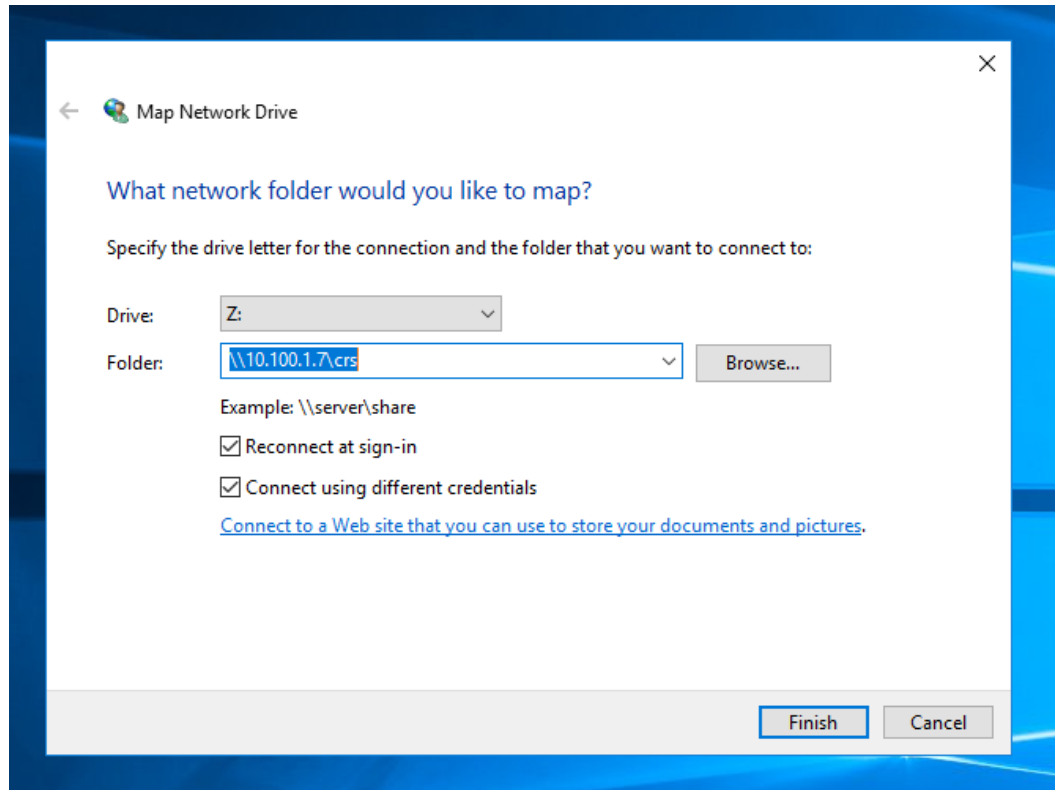 Map Network Drive
What network folder would you like to map?
Specify the drive letter for the connection and the folder that you want to connect to:
Drive: Z:
Folder: \\10.100.1.7\crs Browse...
Example: \\server\share
Reconnect at sign-in
Connect using different credentials
Connect to a Web site that you can use to store your documents and pictures.
Finish Cancel